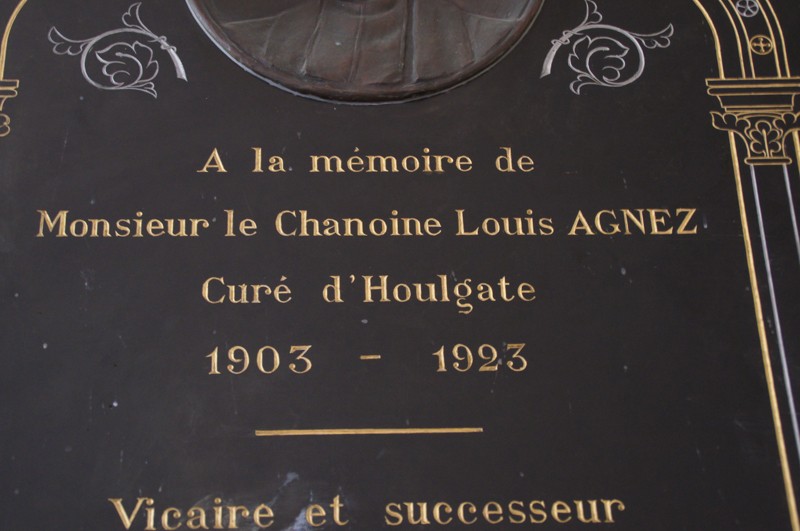 A la mémoire de
Monsieur le Chanoine Louis AGNEZ
Curé d'Houlgate
1903 - 1923
Vicaire et successeur